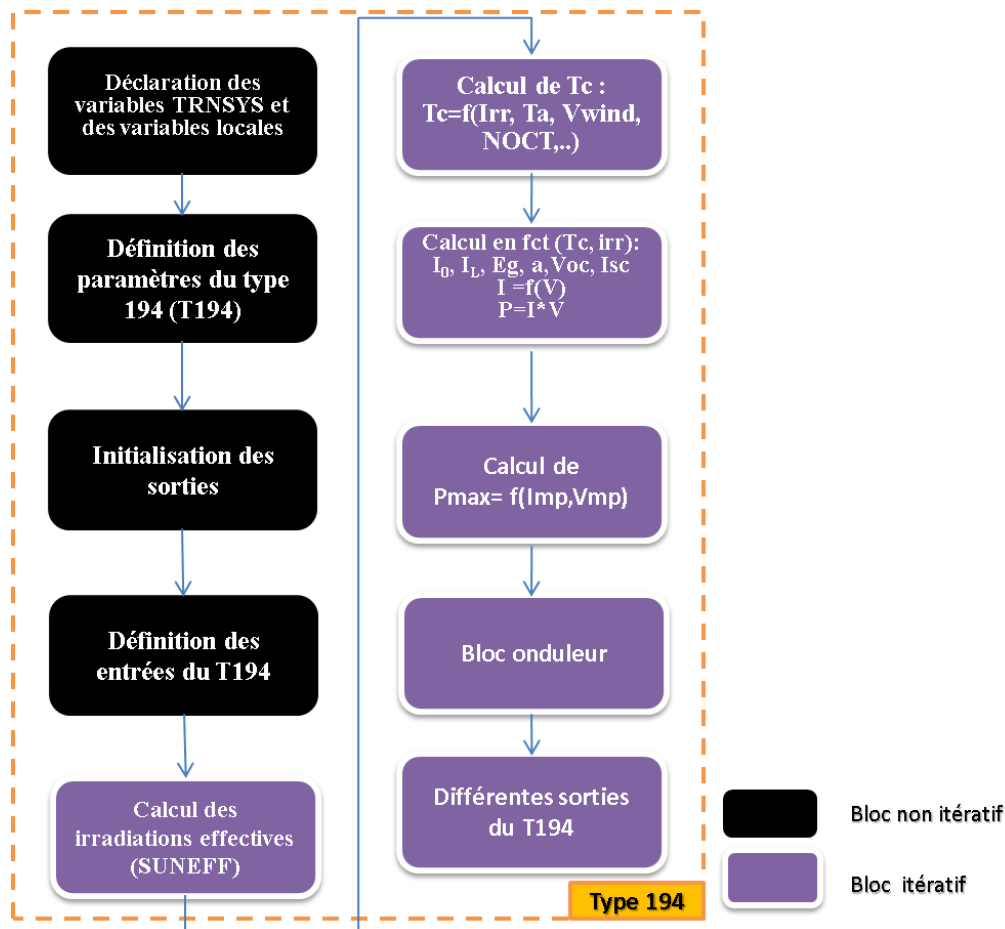 Déclaration des
variables TRNSYS et
des variables locales
Définition des
paramètres du type
194 (T194)
Initialisation des
sorties
Définition des
entrées du T194
Calcul des
irradiations effectives
(SUNEFF)
Calcul de Tc :
Tc=f(Irr, Ta, Vwind,
NOCT,..)
Calcul en fct (Tc, irr):
I₀, I_L, Eg, a,Voc, Isc
I =f(V)
P=I*V
Calcul de
Pmax= f(Imp,Vmp)
Bloc onduleur
Différentes sorties
du T194
Type 194
Bloc non itératif
Bloc itératif